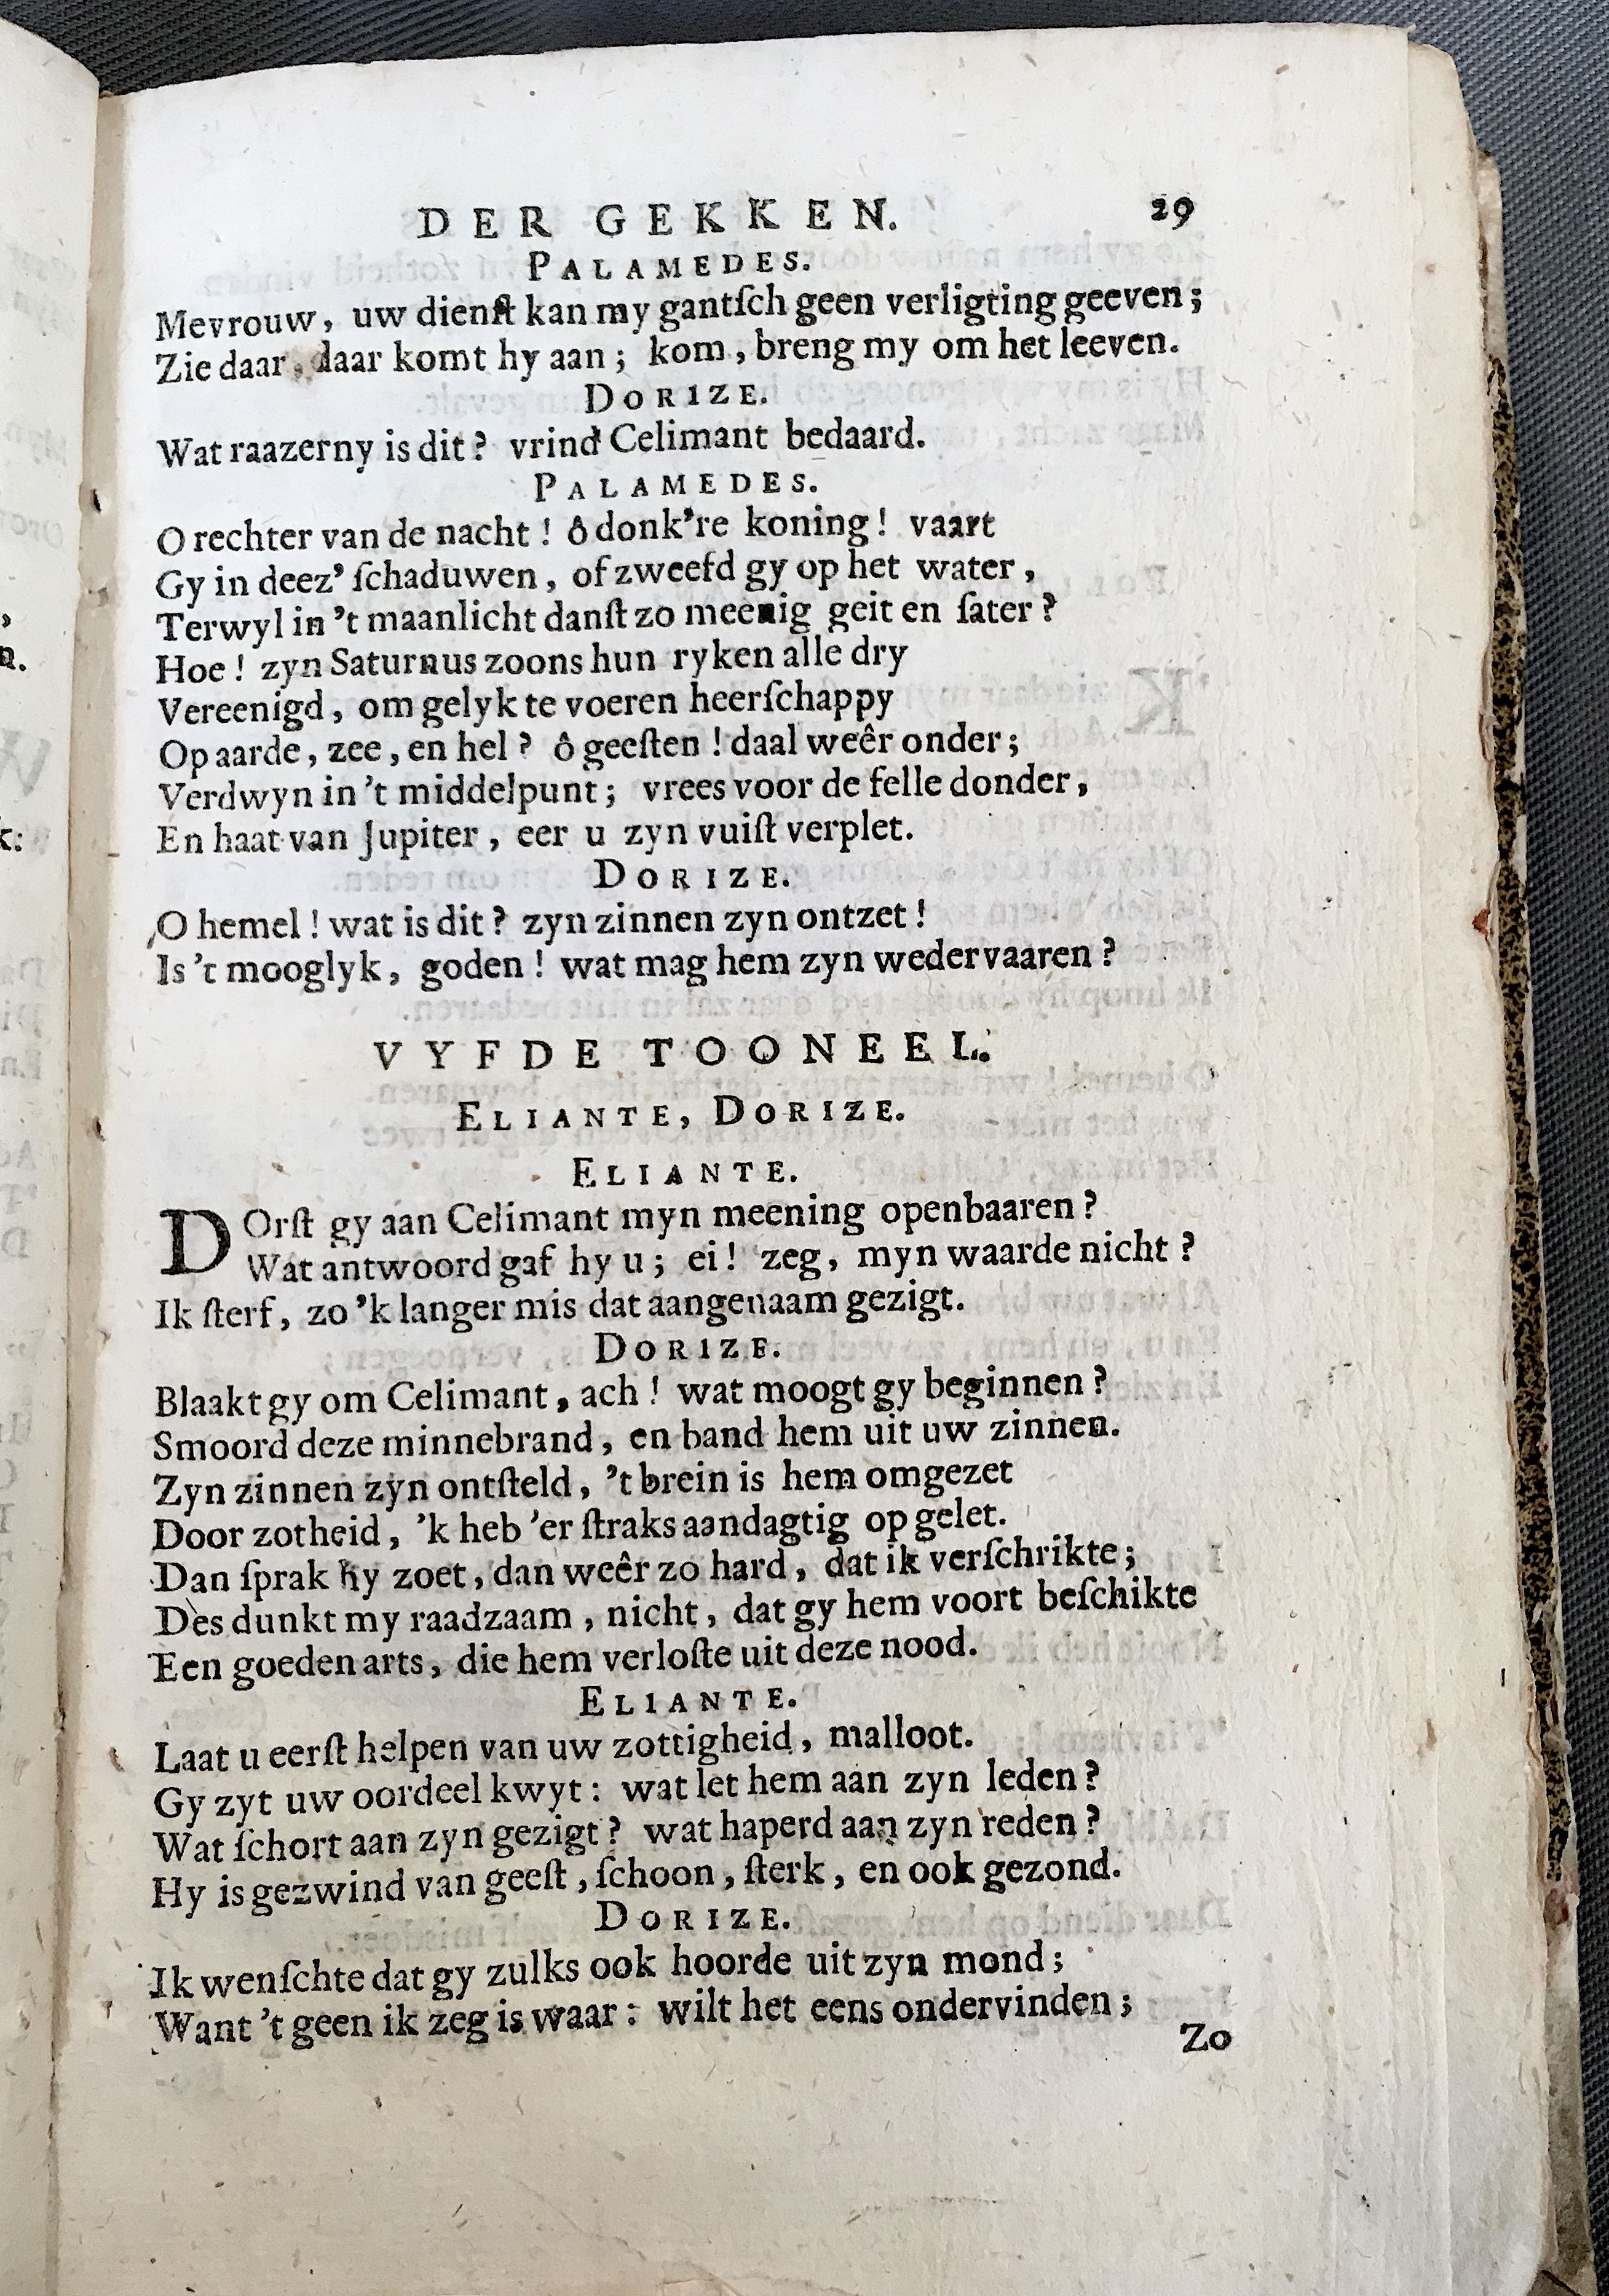 DER GEKKEN. 29
PALAMEDES.
Mevrouw, uw dienſt kan my gantſch geen verligting geeven;
Zie daar, daar komt hy aan; kom, breng my om het leeven.
DORIZE.
Wat raazerny is dit? vrind Celimant bedaard.
PALAMEDES.
O rechter van de nacht! ô donk're koning! vaart
Gy in deez' ſchaduwen, of zweefd gy op het water,
Terwyl in 't maanlicht danſt zo meenig geit en ſater?
Hoe! zyn Saturnus zoons hun ryken alle dry
Vereenigd, om gelyk te voeren heerſchappy
Op aarde, zee, en hel? ô geeſten! daal weêr onder;
Verdwyn in 't middelpunt; vrees voor de felle donder,
En haat van Jupiter, eer u zyn vuiſt verplet.
DORIZE.
O hemel! wat is dit? zyn zinnen zyn ontzet!
Is 't mooglyk, goden! wat mag hem zyn wedervaaren?
VYFDE TOONEEL.
ELIANTE, DORIZE.
ELIANTE.
DOrſt gy aan Celimant myn meening openbaaren?
Wat antwoord gaf hy u; ei! zeg, myn waarde nicht?
Ik ſterf, zo 'k langer mis dat aangenaam gezigt.
DORIZE.
Blaakt gy om Celimant, ach! wat moogt gy beginnen?
Smoord deze minnebrand, en band hem uit uw zinnen.
Zyn zinnen zyn ontſteld, 't brein is hem omgezet
Door zotheid, 'k heb 'er ſtraks aandagtig op gelet.
Dan ſprak hy zoet, dan weêr zo hard, dat ik verſchrikte;
Des dunkt my raadzaam, nicht, dat gy hem voort beſchikte
Een goeden arts, die hem verloſte uit deze nood.
ELIANTE.
Laat u eerſt helpen van uw zottigheid, malloot.
Gy zyt uw oordeel kwyt: wat let hem aan zyn leden?
Wat ſchort aan zyn gezigt? wat haperd aan zyn reden?
Hy is gezwind van geeſt, ſchoon, ſterk, en ook gezond.
DORIZE.
Ik wenſchte dat gy zulks ook hoorde uit zyn mond;
Want 't geen ik zeg is waar: wilt het eens ondervinden;
Zo